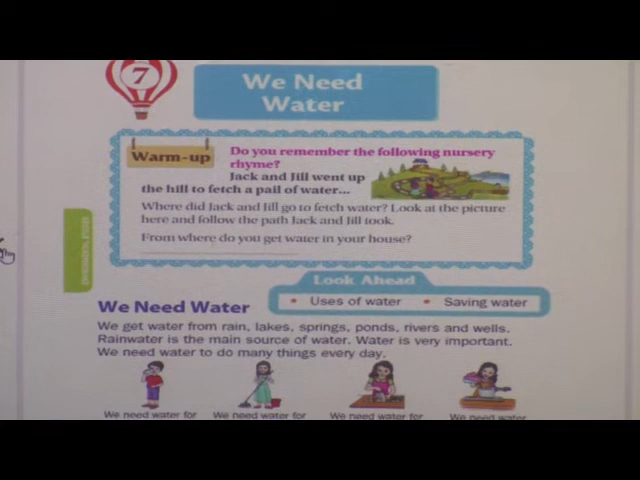 7
We Need
Water
Warm-up
Do you remember the following nursery
rhyme?
Jack and Jill went up
the hill to fetch a pail of water...
Where did Jack and Jill go to fetch water? Look at the picture
here and follow the path Jack and Jill took.
From where do you get water in your house?
Look Ahead
• Uses of water • Saving water
We Need Water
We get water from rain, lakes, springs, ponds, rivers and wells.
Rainwater is the main source of water. Water is very important.
We need water to do many things every day.
We need water for We need water for We need water for We need water for